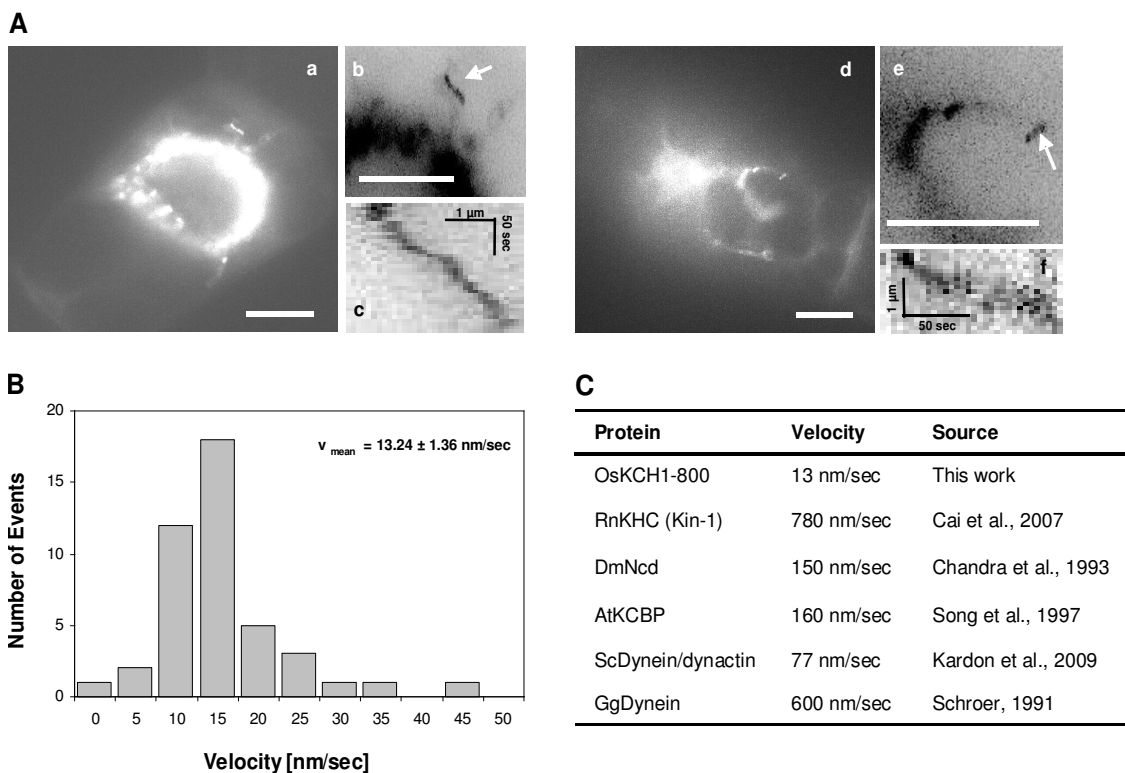 A
a
b
c
1 µm
50 sec
d
e
f
1 µm
50 sec
B
Number of Events
20
15
10
5
0
v mean = 13.24 ± 1.36 nm/sec
0 5 10 15 20 25 30 35 40 45 50
Velocity [nm/sec]
C
Protein Velocity Source
OsKCH1-800 13 nm/sec This work
RnKHC (Kin-1) 780 nm/sec Cai et al., 2007
DmNcd 150 nm/sec Chandra et al., 1993
AtKCBP 160 nm/sec Song et al., 1997
ScDynein/dynactin 77 nm/sec Kardon et al., 2009
GgDynein 600 nm/sec Schroer, 1991